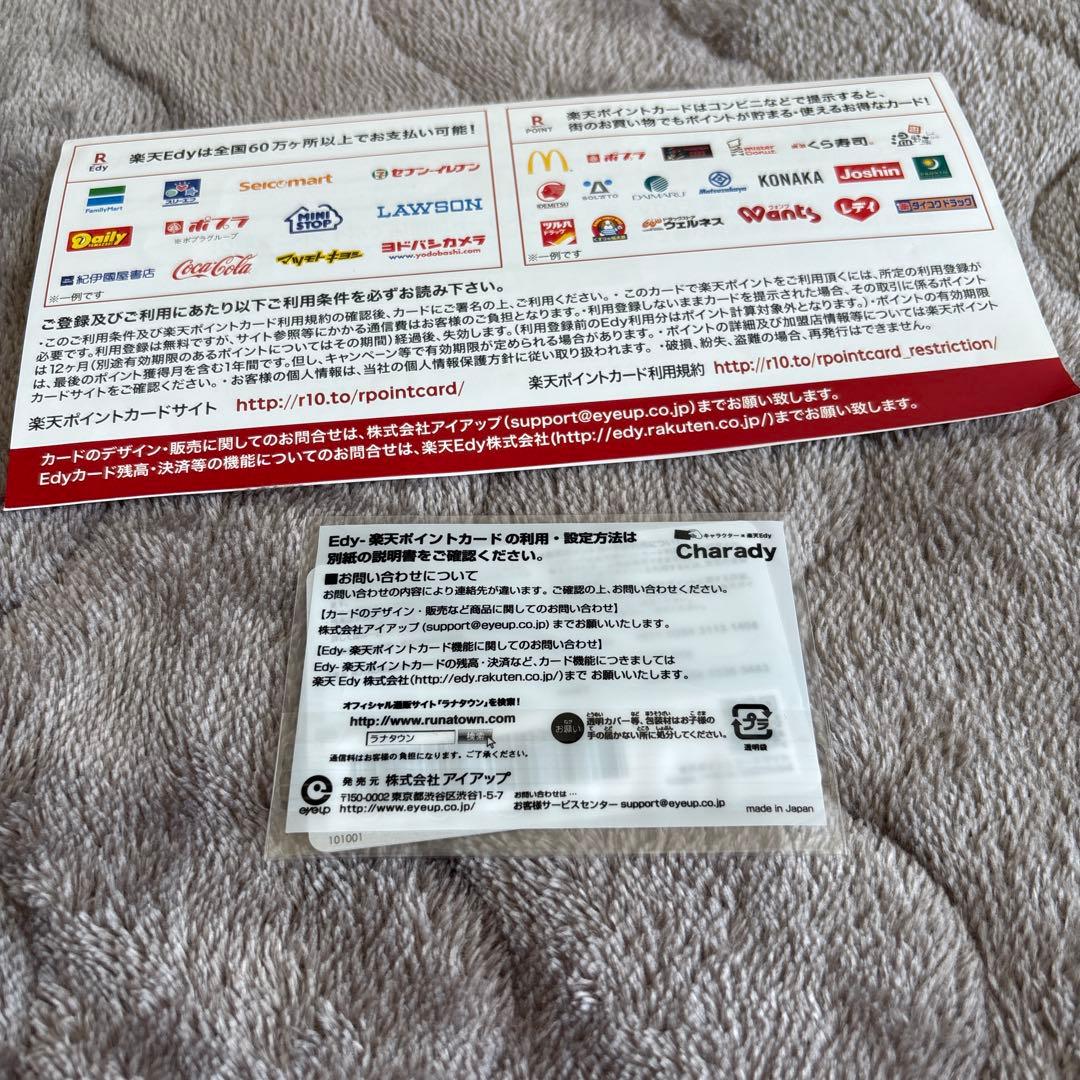 R
Edy
楽天Edyは全国60万ヶ所以上でお支払い可能!
FamilyMart
スリーエフ
Seicomart
セブン-イレブン
Daily
YAMAZAKI
ポプラ
※ポプラグループ
MINI STOP
LAWSON
紀伊國屋書店
Coca-Cola
マツモトキヨシ
ヨドバシカメラ
www.yodobashi.com
※一例です
R
POINT
楽天ポイントカードはコンビニなどで提示すると、
街のお買い物でもポイントが貯まる・使えるお得なカード!
ポプラ
mister Donut
くら寿司
IDEMITSU
SOLATO
DAIMARU
Matsuzakaya
KONAKA
Joshin
PRONTO
ツルハ
ドラッグ
くすりの福太郎
ドラッグストア
ウェルネス
ウォンツ
Wants
レディ
ダイコクドラッグ
※一例です
ご登録及びご利用にあたり以下ご利用条件を必ずお読み下さい。
・このご利用条件及び楽天ポイントカード利用規約の確認後、カードにご署名の上、ご利用ください。・このカードで楽天ポイントをご利用頂くには、所定の利用登録が
必要です。利用登録は無料ですが、サイト参照等にかかる通信費はお客様のご負担となります。・利用登録しないままカードを提示された場合、その取引に係るポイント
は12ヶ月(別途有効期限のあるポイントについてはその期間)経過後、失効します。(利用登録前のEdy利用分はポイント計算対象外となります。)・ポイントの有効期限
は、最後のポイント獲得月を含む1年間です。但し、キャンペーン等で有効期限が定められる場合があります。・ポイントの詳細及び加盟店情報等については楽天ポイント
カードサイトをご確認ください。・お客様の個人情報は、当社の個人情報保護方針に従い取り扱われます。・破損、紛失、盗難の場合、再発行はできません。
楽天ポイントカードサイト http://r10.to/rpointcard/
楽天ポイントカード利用規約 http://r10.to/rpointcard_restriction/
カードのデザイン・販売に関してのお問合せは、株式会社アイアップ(support@eyeup.co.jp)までお願い致します。
Edyカード残高・決済等の機能についてのお問合せは、楽天Edy株式会社(http://edy.rakuten.co.jp/)までお願い致します。
Edy-楽天ポイントカードの利用・設定方法は
別紙の説明書をご確認ください。
キャラクター×楽天Edy
Charady
■お問い合わせについて
お問い合わせの内容により連絡先が違います。ご確認の上、お問い合わせください。
【カードのデザイン・販売など商品に関してのお問い合わせ】
株式会社アイアップ(support@eyeup.co.jp)までお願いいたします。
【Edy-楽天ポイントカード機能に関してのお問い合わせ】
Edy-楽天ポイントカードの残高・決済など、カード機能につきましては
楽天 Edy 株式会社(http://edy.rakuten.co.jp/)まで お願いいたします。
オフィシャル通販サイト「ラナタウン」を検索!
http://www.runatown.com
ラナタウン 検索
通信料はお客様の負担になります。ご了承ください。
お願い
透明カバー等、包装材はお子様の
手の届かない所に処分してください。
プラ
透明袋
eyeup
発売元 株式会社 アイアップ
〒150-0002 東京都渋谷区渋谷1-5-7
http://www.eyeup.co.jp/
お問い合わせは…
お客様サービスセンター support@eyeup.co.jp
made in Japan
101001